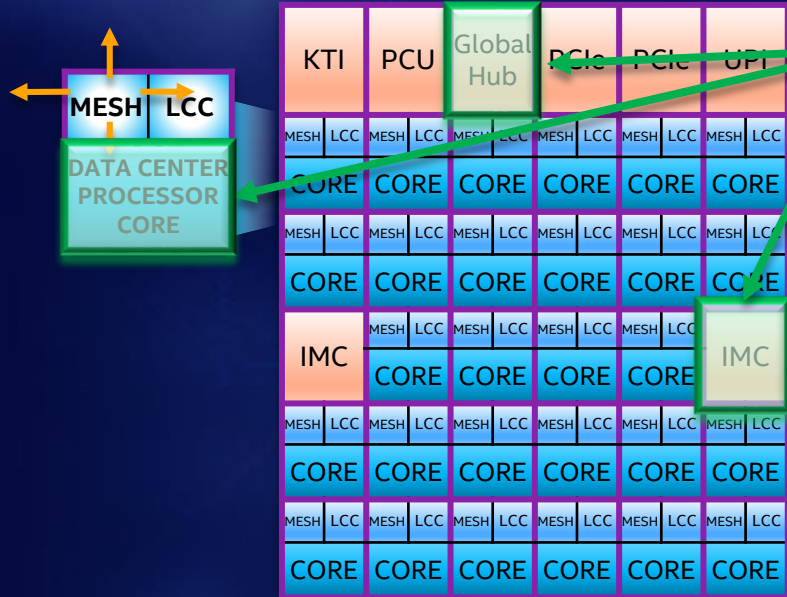 MESH LCC
DATA CENTER
PROCESSOR
CORE
KTI PCU Global Hub PCIe PCIe UPI
MESH LCC MESH LCC MESH LCC MESH LCC MESH LCC MESH LCC
CORE CORE CORE CORE CORE CORE
MESH LCC MESH LCC MESH LCC MESH LCC MESH LCC MESH LCC
CORE CORE CORE CORE CORE CORE
MESH LCC MESH LCC MESH LCC MESH LCC
IMC CORE CORE CORE CORE IMC
MESH LCC MESH LCC MESH LCC MESH LCC MESH LCC MESH LCC
CORE CORE CORE CORE CORE CORE
MESH LCC MESH LCC MESH LCC MESH LCC MESH LCC MESH LCC
CORE CORE CORE CORE CORE CORE